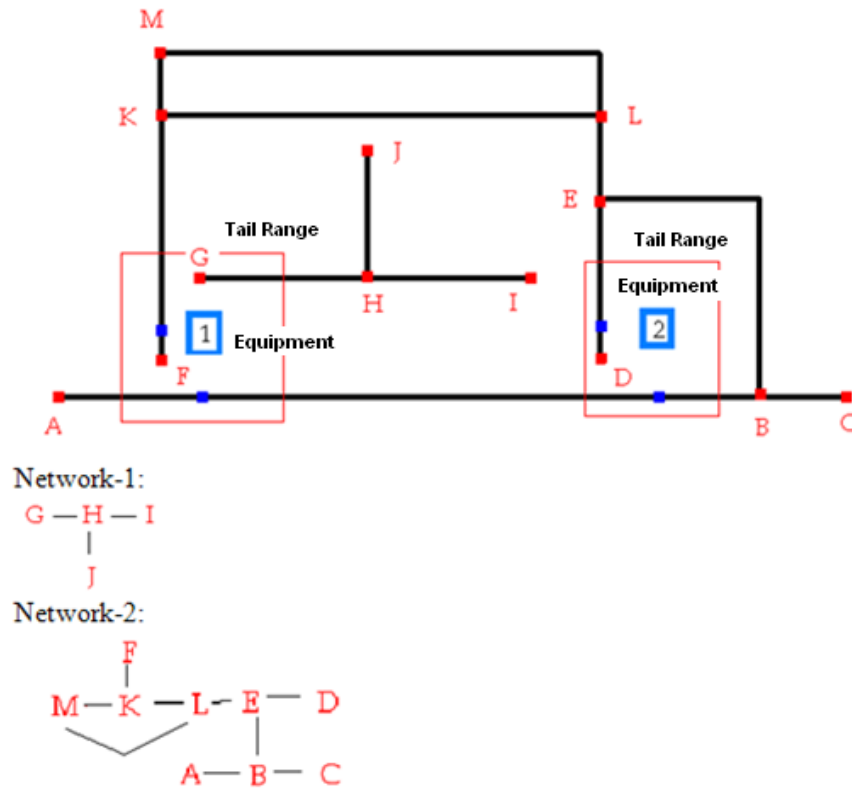 M
K
L
J
E
Tail Range
Tail Range
G
Equipment
H
I
1
Equipment
2
F
D
A
B
C
Network-1:
G — H — I
J
Network-2:
F
M — K — L - E — D
A — B — C